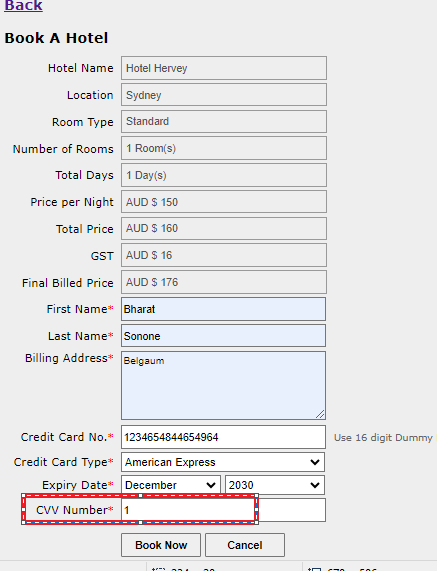 Back
Book A Hotel
Hotel Name Hotel Hervey
Location Sydney
Room Type Standard
Number of Rooms 1 Room(s)
Total Days 1 Day(s)
Price per Night AUD $ 150
Total Price AUD $ 160
GST AUD $ 16
Final Billed Price AUD $ 176
First Name* Bharat
Last Name* Sonone
Billing Address* Belgaum
Credit Card No.* 1234654844654964 Use 16 digit Dummy
Credit Card Type* American Express
Expiry Date* December 2030
CVV Number* 1
Book Now Cancel